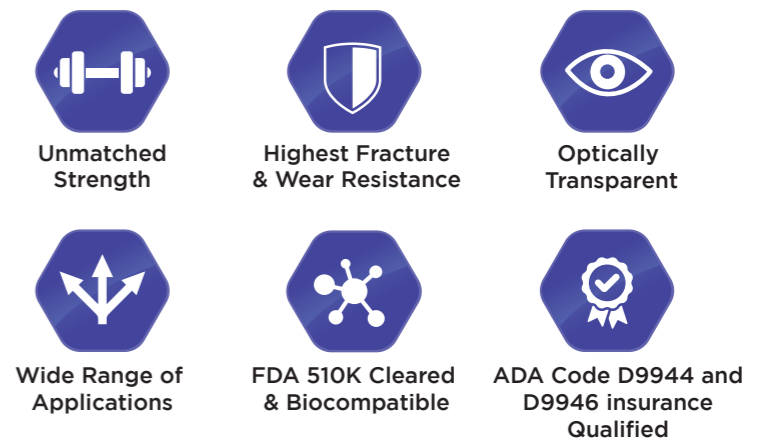 Unmatched
Strength
Highest Fracture
& Wear Resistance
Optically
Transparent
Wide Range of
Applications
FDA 510K Cleared
& Biocompatible
ADA Code D9944 and
D9946 insurance
Qualified